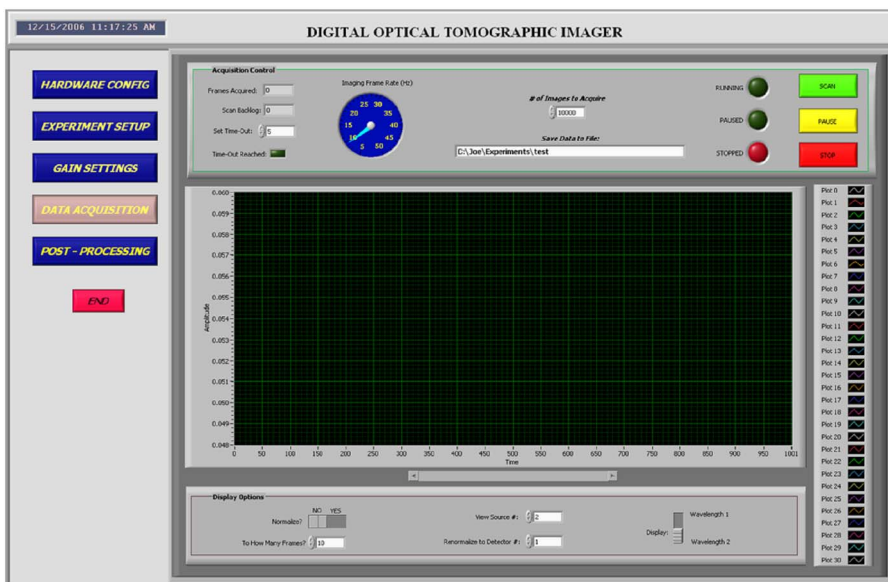 12/15/2006 11:17:25 AM
DIGITAL OPTICAL TOMOGRAPHIC IMAGER
HARDWARE CONFIG
EXPERIMENT SETUP
GAIN SETTINGS
DATA ACQUISITION
POST - PROCESSING
END
Acquisition Control
Frames Acquired: 0
Scan Backlog: 0
Set Time-Out: 5
Time-Out Reached:
Imaging Frame Rate (Hz)
5 10 15 20 25 30 35 40 45 50
# of Images to Acquire
10000
Save Data to File:
C:\Joe\Experiments\test
RUNNING
PAUSED
STOPPED
SCAN
PAUSE
STOP
Amplitude
0.060
0.059
0.058
0.057
0.056
0.055
0.054
0.053
0.052
0.051
0.050
0.049
0.048
0 50 100 150 200 250 300 350 400 450 500 550 600 650 700 750 800 850 900 950 1001
Time
Plot 0
Plot 1
Plot 2
Plot 3
Plot 4
Plot 5
Plot 6
Plot 7
Plot 8
Plot 9
Plot 10
Plot 11
Plot 12
Plot 13
Plot 14
Plot 15
Plot 16
Plot 17
Plot 18
Plot 19
Plot 20
Plot 21
Plot 22
Plot 23
Plot 24
Plot 25
Plot 26
Plot 27
Plot 28
Plot 29
Plot 30
Display Options
NO YES
Normalize?
To How Many Frames? 10
View Source #: 2
Renormalize to Detector #: 1
Display:
Wavelength 1
Wavelength 2